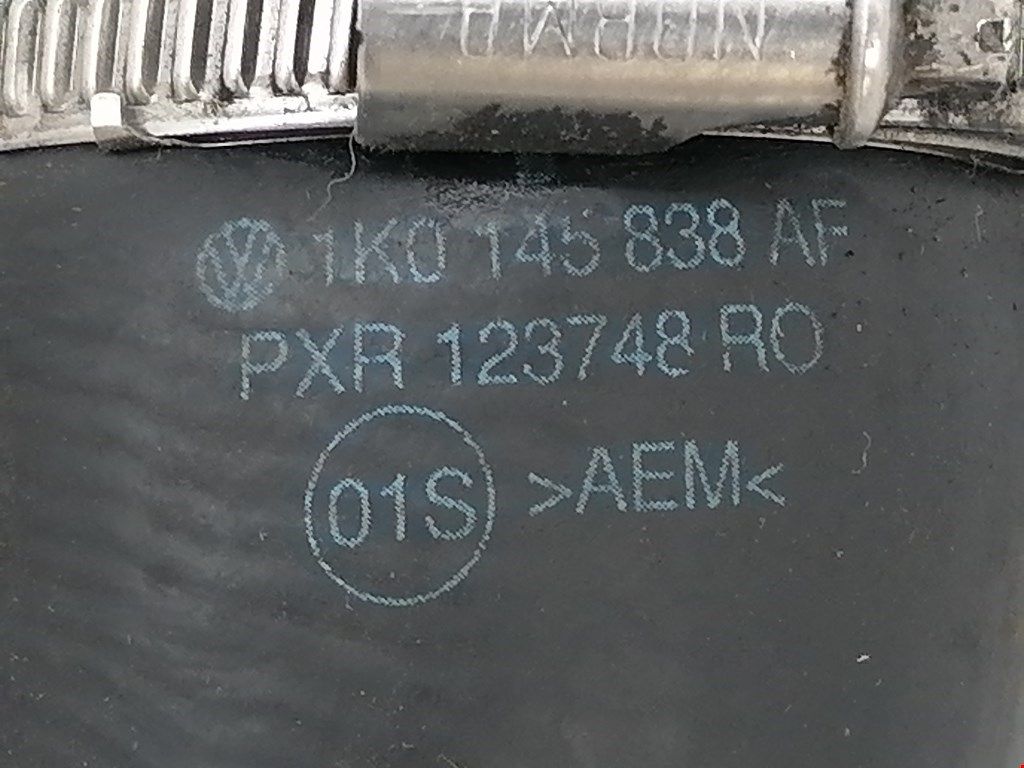 NORMA
1K0 145 838 AF
PXR 123748 RO
01S >AEM<